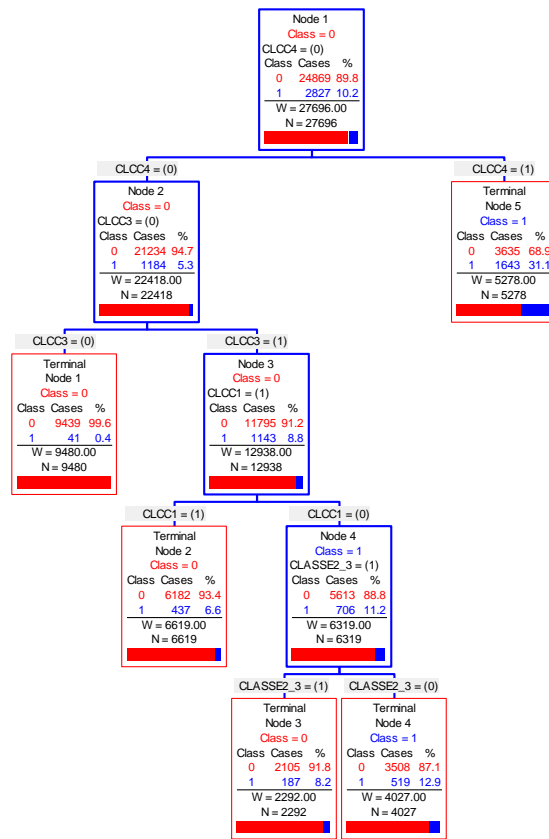 Node 1
Class = 0
CLCC4 = (0)
Class Cases %
0 24869 89.8
1 2827 10.2
W = 27696.00
N = 27696
CLCC4 = (0)
CLCC4 = (1)
Node 2
Class = 0
CLCC3 = (0)
Class Cases %
0 21234 94.7
1 1184 5.3
W = 22418.00
N = 22418
Terminal
Node 5
Class = 1
Class Cases %
0 3635 68.9
1 1643 31.1
W = 5278.00
N = 5278
CLCC3 = (0)
CLCC3 = (1)
Terminal
Node 1
Class = 0
Class Cases %
0 9439 99.6
1 41 0.4
W = 9480.00
N = 9480
Node 3
Class = 0
CLCC1 = (1)
Class Cases %
0 11795 91.2
1 1143 8.8
W = 12938.00
N = 12938
CLCC1 = (1)
CLCC1 = (0)
Terminal
Node 2
Class = 0
Class Cases %
0 6182 93.4
1 437 6.6
W = 6619.00
N = 6619
Node 4
Class = 1
CLASSE2_3 = (1)
Class Cases %
0 5613 88.8
1 706 11.2
W = 6319.00
N = 6319
CLASSE2_3 = (1)
CLASSE2_3 = (0)
Terminal
Node 3
Class = 0
Class Cases %
0 2105 91.8
1 187 8.2
W = 2292.00
N = 2292
Terminal
Node 4
Class = 1
Class Cases %
0 3508 87.1
1 519 12.9
W = 4027.00
N = 4027